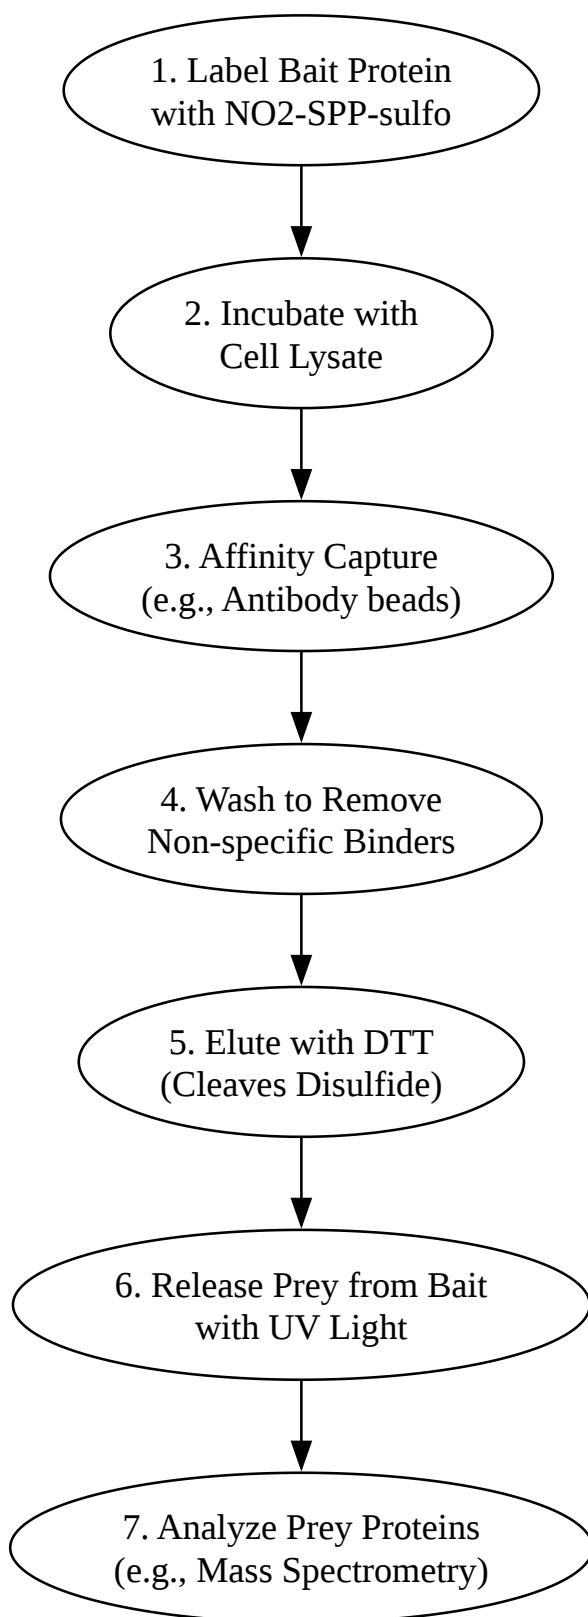 1. Label Bait Protein
with NO2-SPP-sulfo
2. Incubate with
Cell Lysate
3. Affinity Capture
(e.g., Antibody beads)
4. Wash to Remove
Non-specific Binders
5. Elute with DTT
(Cleaves Disulfide)
6. Release Prey from Bait
with UV Light
7. Analyze Prey Proteins
(e.g., Mass Spectrometry)